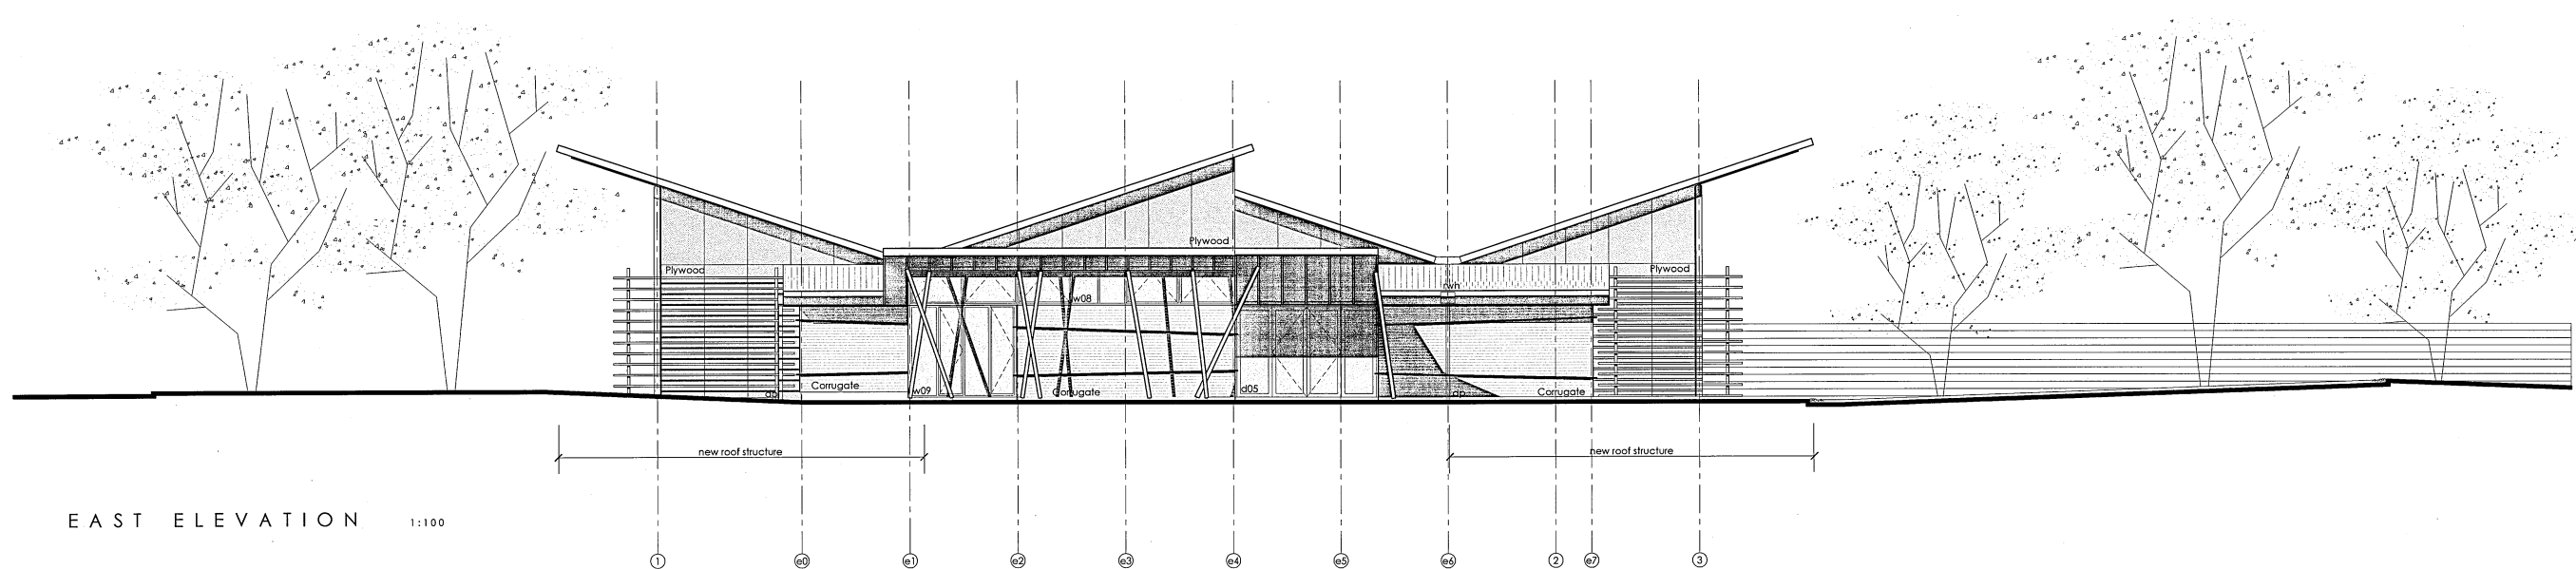 Plywood
Plywood
Plywood
rwh
w08
Corrugate
dp
w09
Corrugate
d05
dp
Corrugate
new roof structure
new roof structure
EAST ELEVATION 1:100
1 e0 e1 e2 e3 e4 e5 e6 2 e7 3